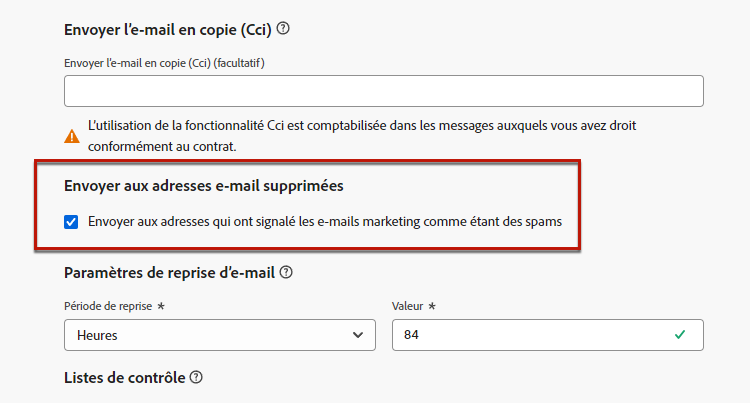 Envoyer l’e-mail en copie (Cci)
Envoyer l’e-mail en copie (Cci) (facultatif)
L’utilisation de la fonctionnalité Cci est comptabilisée dans les messages auxquels vous avez droit
conformément au contrat.
Envoyer aux adresses e-mail supprimées
Envoyer aux adresses qui ont signalé les e-mails marketing comme étant des spams
Paramètres de reprise d’e-mail
Période de reprise *
Valeur *
Heures
84
Listes de contrôle